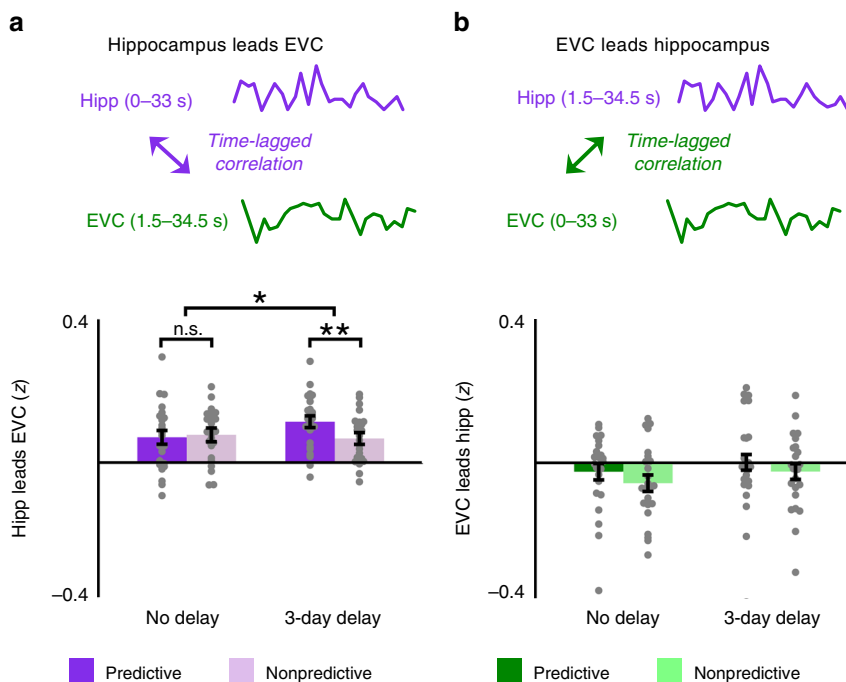 a
Hippocampus leads EVC
Hipp (0–33 s)
Time-lagged
correlation
EVC (1.5–34.5 s)
*
n.s.
**
0.4
Hipp leads EVC (z)
–0.4
No delay
3-day delay
Predictive
Nonpredictive
b
EVC leads hippocampus
Hipp (1.5–34.5 s)
Time-lagged
correlation
EVC (0–33 s)
0.4
EVC leads hipp (z)
–0.4
No delay
3-day delay
Predictive
Nonpredictive